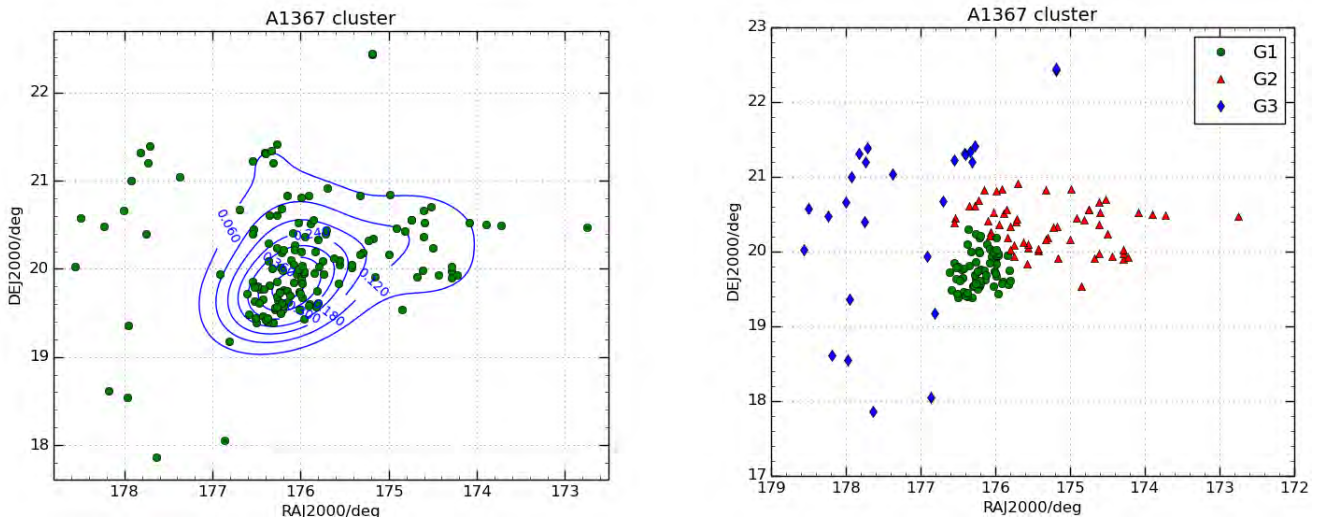 A1367 cluster
DEJ2000/deg
22
21
20
19
18
0.060
0.240
0.120
0.180
178 177 176 175 174 173
RAJ2000/deg
A1367 cluster
G1
G2
G3
DEJ2000/deg
23
22
21
20
19
18
17
179 178 177 176 175 174 173 172
RAJ2000/deg